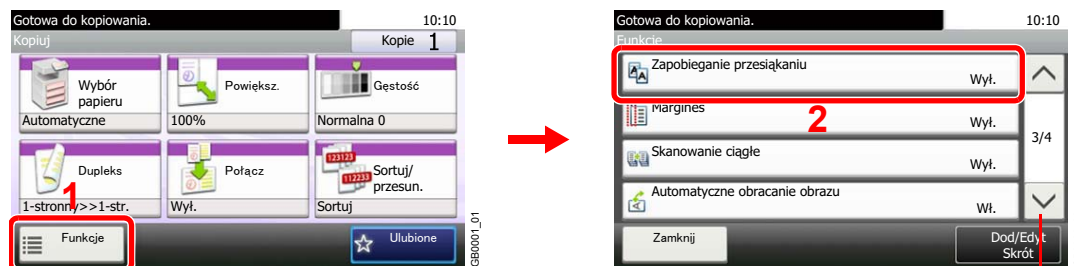 Gotowa do kopiowania. 10:10
Kopiuj Kopie 1
Wybór
papieru
Automatyczne
Powiększ.
100%
Gęstość
Normalna 0
Dupleks
1-stronny>>1-str.
Połącz
Wył.
123123
112233
Sortuj/
przesun.
Sortuj
1
Funkcje
Ulubione
GB0001_01
Gotowa do kopiowania. 10:10
Funkcje
Zapobieganie przesiąkaniu
Wył.
Margines
Wył.
2
3/4
Skanowanie ciągłe
Wył.
Automatyczne obracanie obrazu
Wł.
Zamknij
Dod/Edyt
Skrót